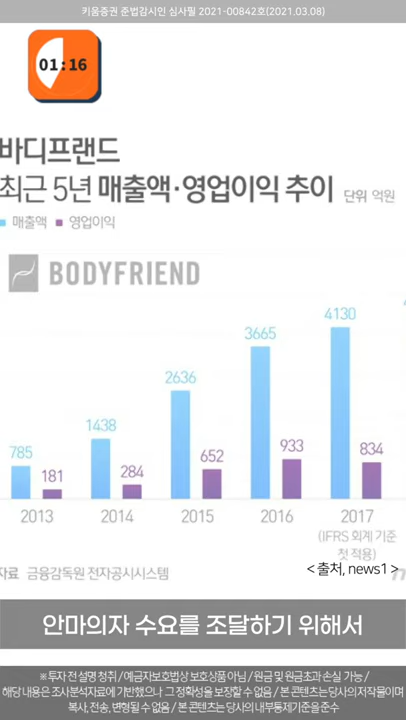 키움증권 준법감시인 심사필 2021-00842호(2021.03.08)
01:16
바디프랜드
최근 5년 매출액·영업이익 추이 단위 억원
매출액 영업이익
BODYFRIEND
785 181 1438 284 2636 652 3665 933 4130 834
2013 2014 2015 2016 2017
(IFRS 회계 기준
첫 적용)
자료 금융감독원 전자공시시스템
<출처, news1>
안마의자 수요를 조달하기 위해서
※ 투자 전 설명 청취 / 예금자보호법상 보호상품 아님 / 원금 및 원금초과 손실 가능 /
해당 내용은 조사분석자료에 기반했으나 그 정확성을 보장할 수 없음 / 본 콘텐츠는 당사의 저작물이며
복사, 전송, 변형될 수 없음 / 본 콘텐츠는 당사의 내부통제기준을 준수